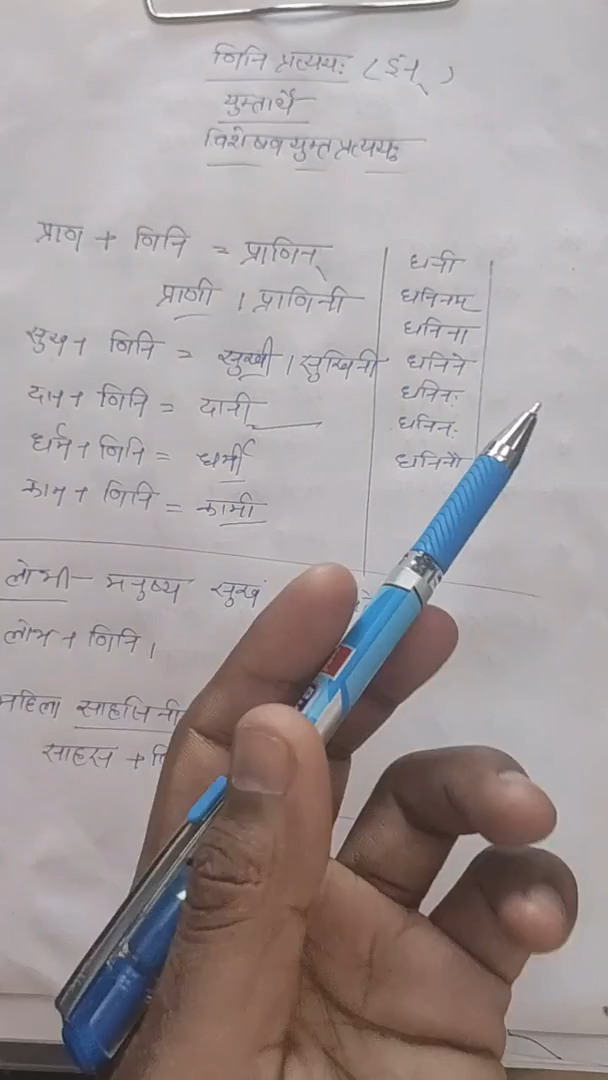 णिनि प्रत्ययः (इन्)
युक्तार्थे
विशेषण युक्त प्रत्ययः
प्राण + णिनि = प्राणिन्
प्राणी । प्राणिनी
सुख + णिनि = सुखी । सुखिनी
दान + णिनि = दानी
धर्म + णिनि = धर्मी
काम + णिनि = कामी
धनी
धनिनम्
धनिना
धनिने
धनिनः
धनिनः
धनिनौ
लोभी - मनुष्य सुखं
लोभ + णिनि ।
महिला साहसिनी
साहस +